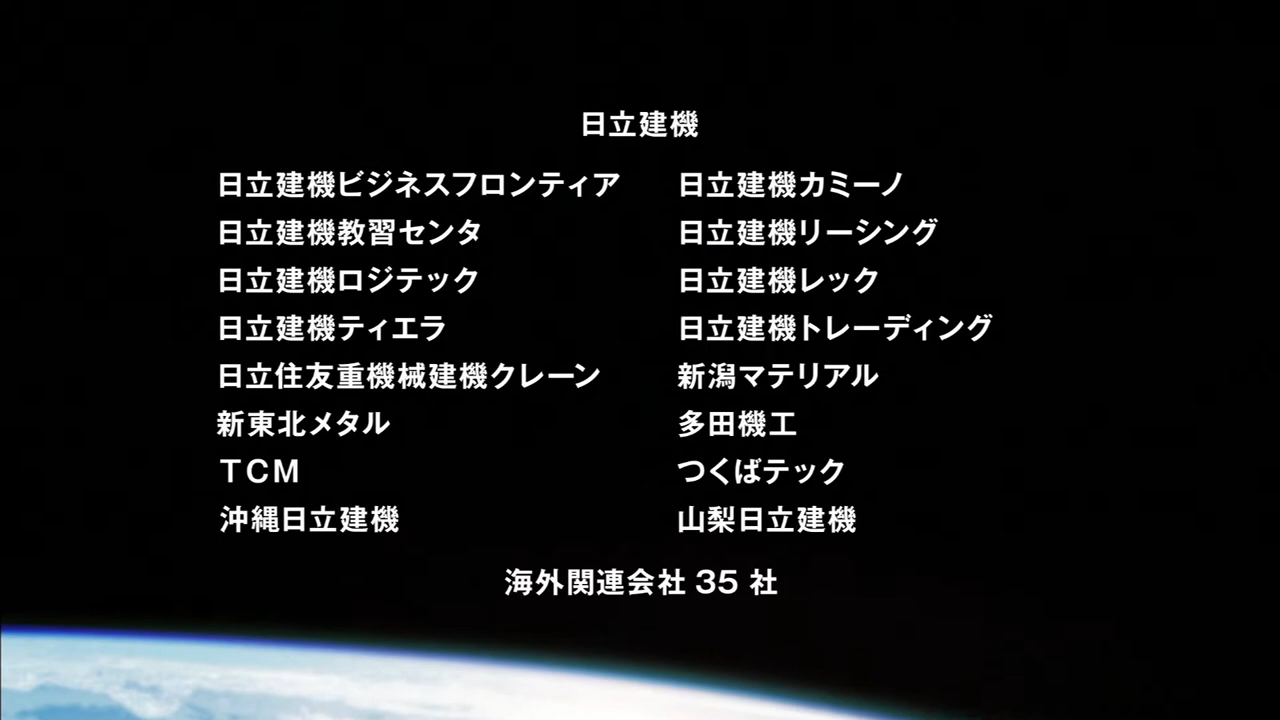 日立建機
日立建機ビジネスフロンティア 日立建機カミーノ
日立建機教習センタ 日立建機リーシング
日立建機ロジテック 日立建機レック
日立建機ティエラ 日立建機トレーディング
日立住友重機械建機クレーン 新潟マテリアル
新東北メタル 多田機工
TCM つくばテック
沖縄日立建機 山梨日立建機
海外関連会社 35 社